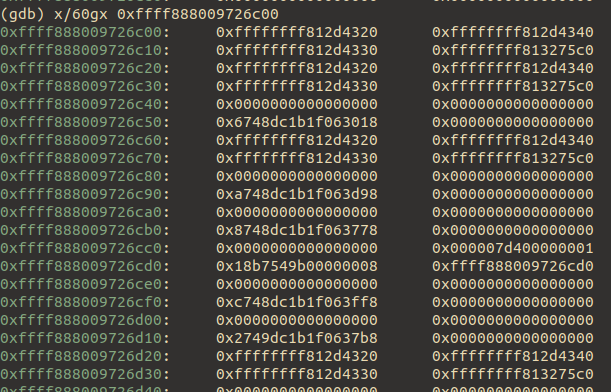 (gdb) x/60gx 0xffff888009726c00
0xffff888009726c00: 0xffffffff812d4320 0xffffffff812d4340
0xffff888009726c10: 0xffffffff812d4330 0xffffffff813275c0
0xffff888009726c20: 0xffffffff812d4320 0xffffffff812d4340
0xffff888009726c30: 0xffffffff812d4330 0xffffffff813275c0
0xffff888009726c40: 0x0000000000000000 0x0000000000000000
0xffff888009726c50: 0x6748dc1b1f063018 0x0000000000000000
0xffff888009726c60: 0xffffffff812d4320 0xffffffff812d4340
0xffff888009726c70: 0xffffffff812d4330 0xffffffff813275c0
0xffff888009726c80: 0x0000000000000000 0x0000000000000000
0xffff888009726c90: 0xa748dc1b1f063d98 0x0000000000000000
0xffff888009726ca0: 0x0000000000000000 0x0000000000000000
0xffff888009726cb0: 0x8748dc1b1f063778 0x0000000000000000
0xffff888009726cc0: 0x0000000000000000 0x000007d400000001
0xffff888009726cd0: 0x18b7549b00000008 0xffff888009726cd0
0xffff888009726ce0: 0x0000000000000000 0x0000000000000000
0xffff888009726cf0: 0xc748dc1b1f063ff8 0x0000000000000000
0xffff888009726d00: 0x0000000000000000 0x0000000000000000
0xffff888009726d10: 0x2749dc1b1f0637b8 0x0000000000000000
0xffff888009726d20: 0xffffffff812d4320 0xffffffff812d4340
0xffff888009726d30: 0xffffffff812d4330 0xffffffff813275c0